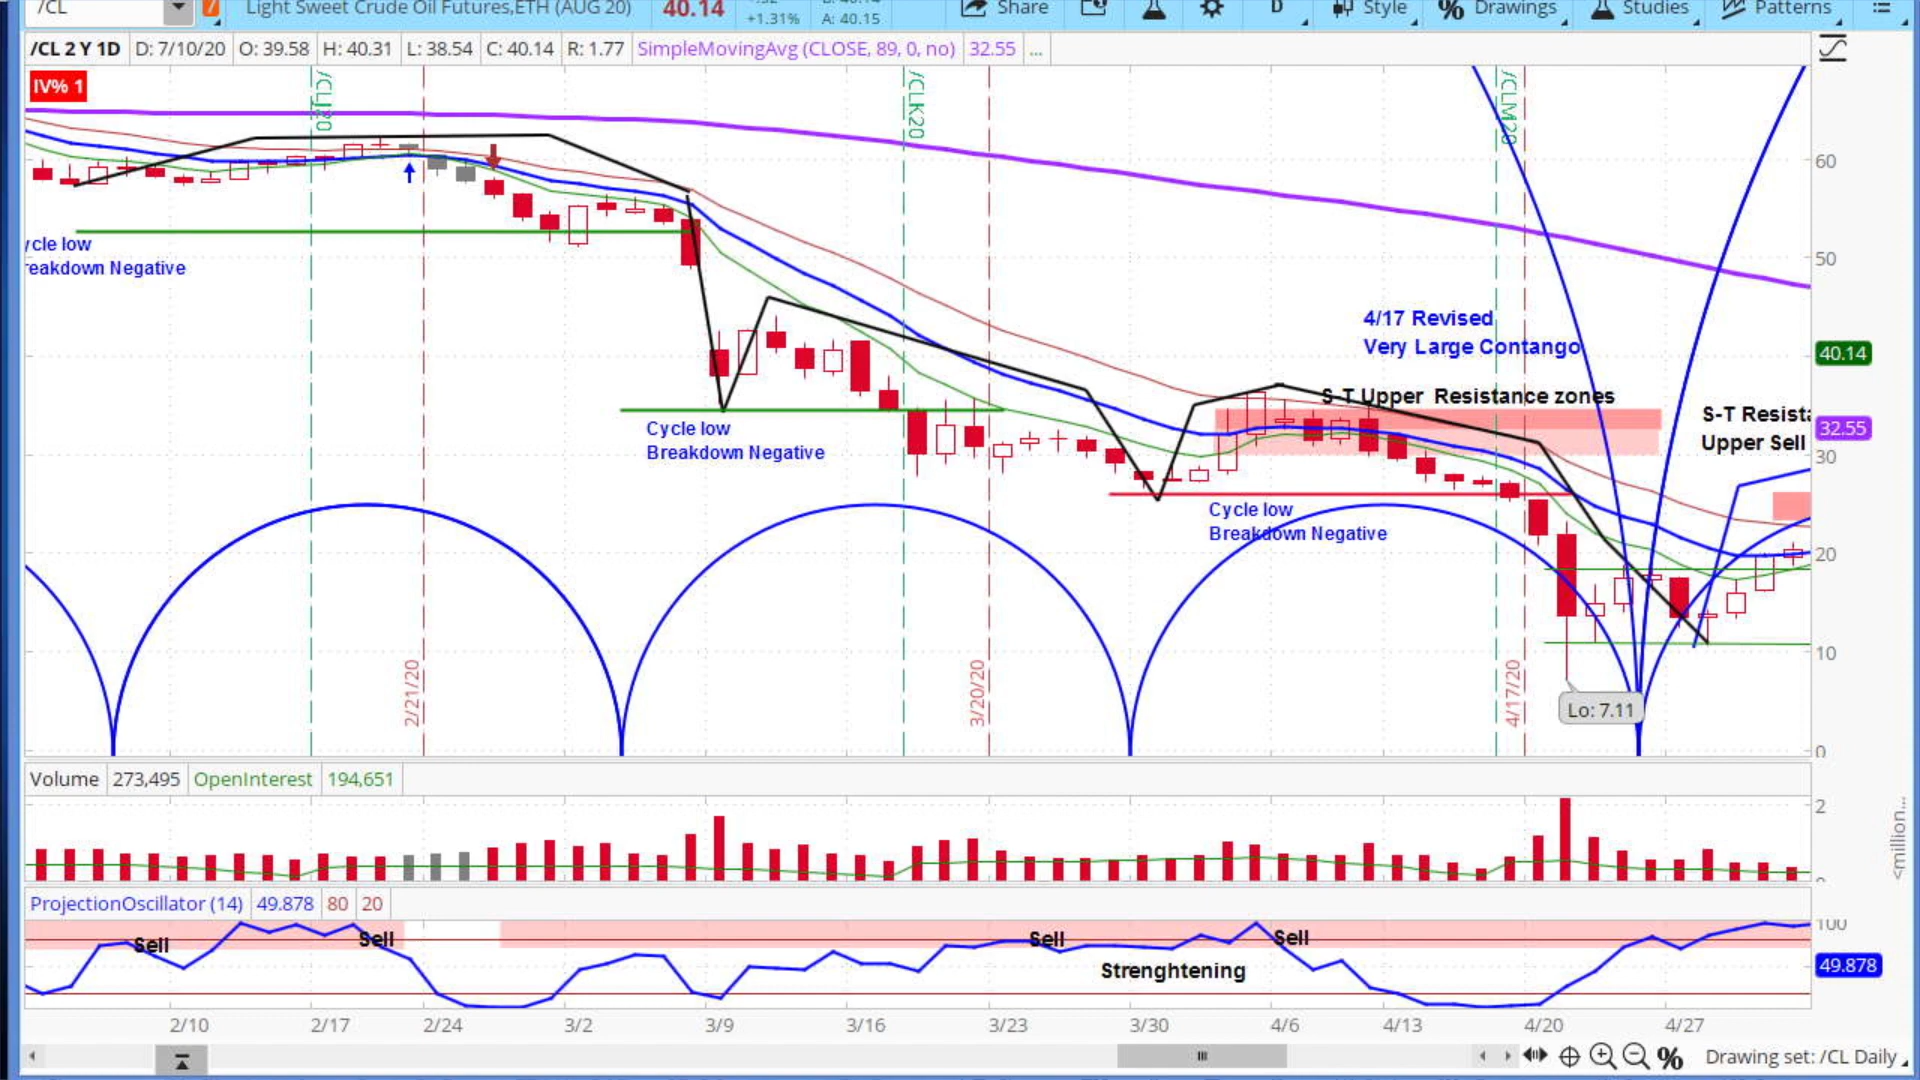 /CL
Light Sweet Crude Oil Futures,ETH (AUG 20)
40.14
+1.31%
A: 40.15
Share
D
Style
Drawings
Studies
Patterns
/CL 2 Y 1D
D: 7/10/20
O: 39.58
H: 40.31
L: 38.54
C: 40.14
R: 1.77
SimpleMovingAvg (CLOSE, 89, 0, no)
32.55
...
IV% 1
/CLJ20
/CLK20
/CLM20
60
50
40.14
32.55
30
20
10
0
ycle low
reakdown Negative
Cycle low
Breakdown Negative
Cycle low
Breakdown Negative
4/17 Revised
Very Large Contango
S-T Upper Resistance zones
S-T Resista
Upper Sell
2/21/20
3/20/20
4/17/20
Lo: 7.11
Volume
273,495
OpenInterest
194,651
2
<million...
ProjectionOscillator (14)
49.878
80
20
100
Sell
Sell
Sell
Sell
Strenghtening
49.878
2/10
2/17
2/24
3/2
3/9
3/16
3/23
3/30
4/6
4/13
4/20
4/27
Drawing set: /CL Daily